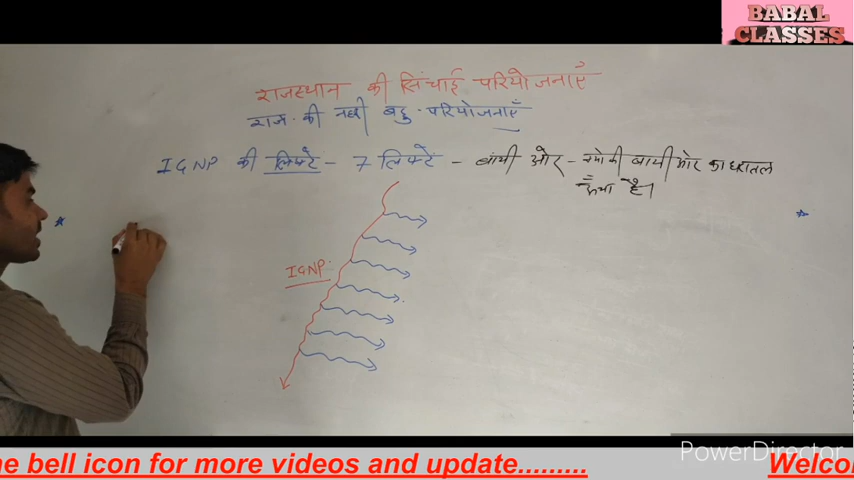 BABAL
CLASSES
राजस्थान की सिंचाई परियोजनाएँ
राज. की नहरी बहु. परियोजनाएँ
IGNP की लिफ्टे - 7 लिफ्टें - बांयी ओर - क्योंकी बायी ओर का धरातल
ऊंचा है।
IGNP:
PowerDirector
he bell icon for more videos and update......... Welco